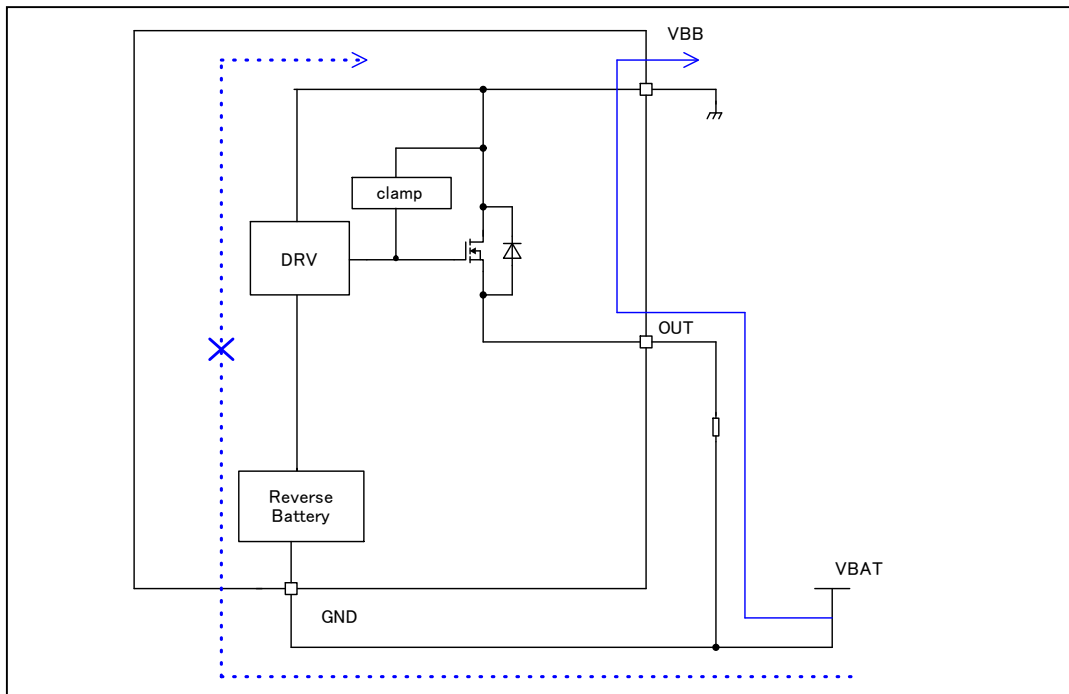 VBB
clamp
DRV
OUT
Reverse
Battery
VBAT
GND